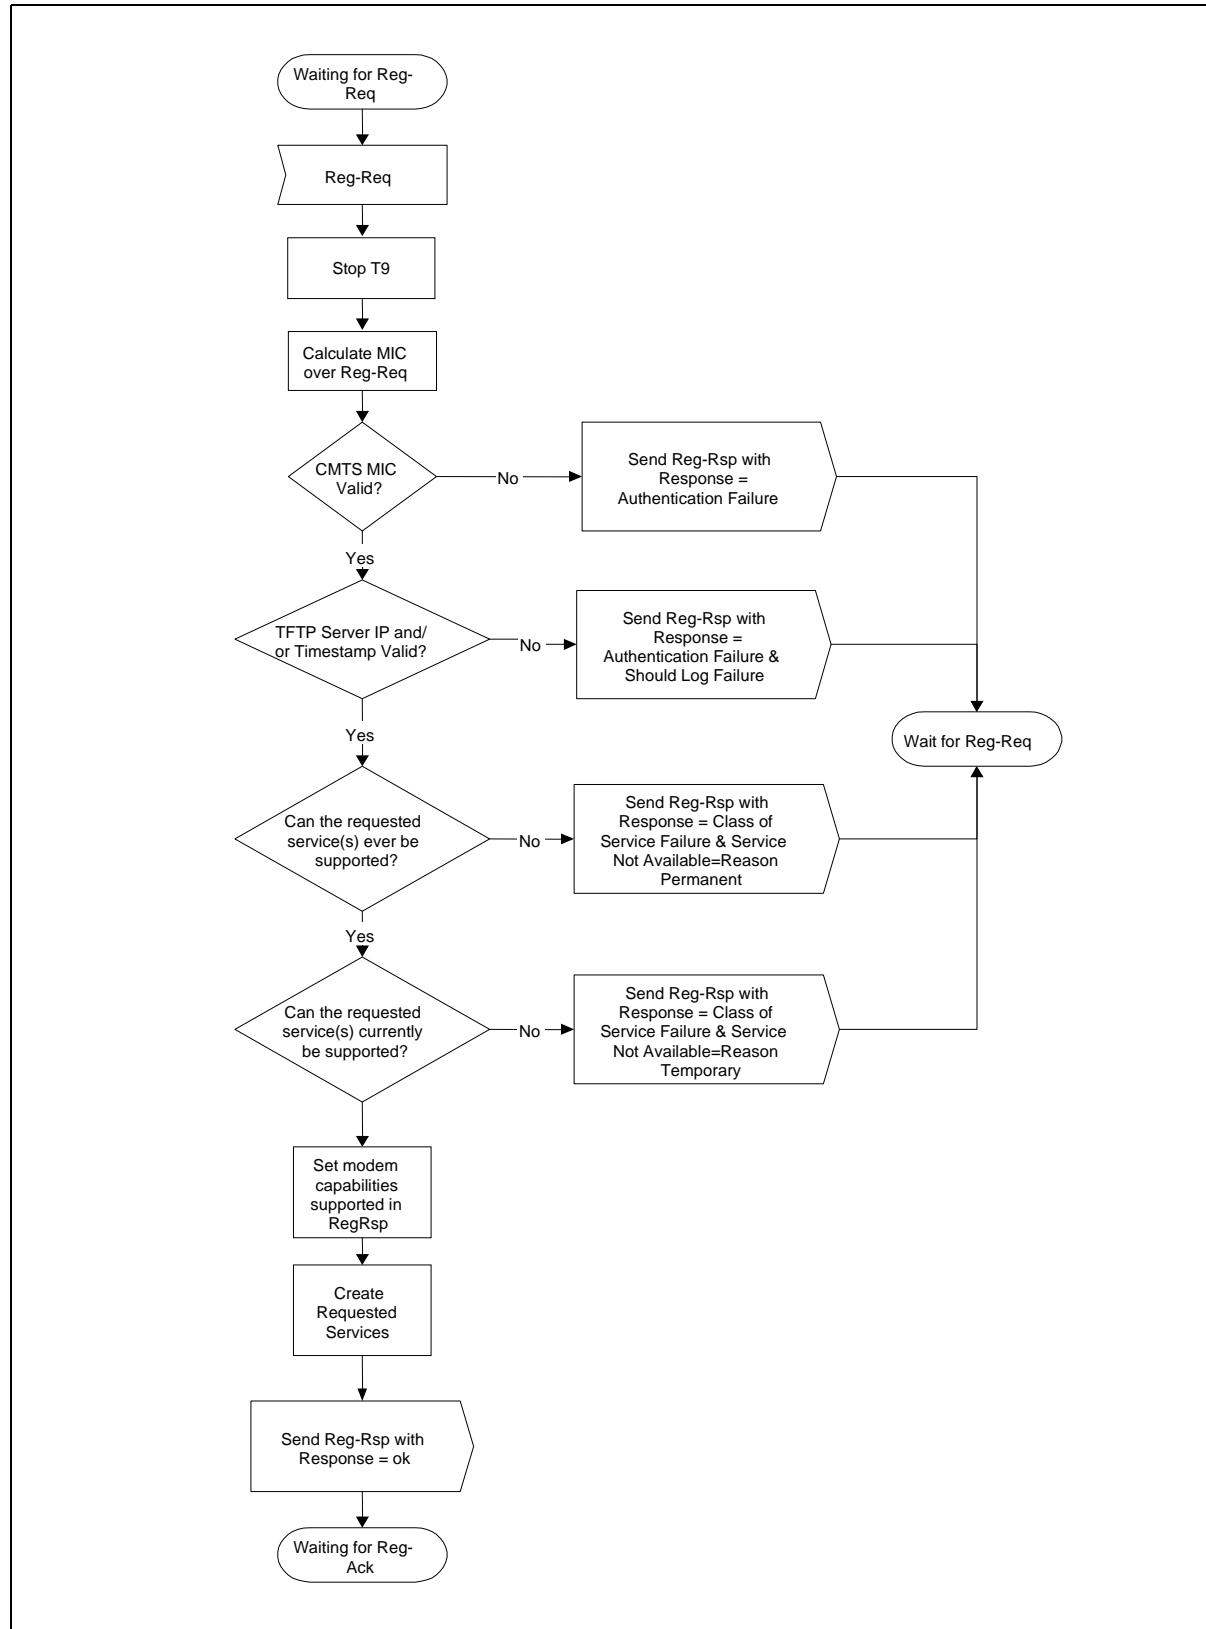 Waiting for Reg-
Req
Reg-Req
Stop T9
Calculate MIC
over Reg-Req
CMTS MIC
Valid?
No
Send Reg-Rsp with
Response =
Authentication Failure
Yes
TFTP Server IP and/
or Timestamp Valid?
No
Send Reg-Rsp with
Response =
Authentication Failure &
Should Log Failure
Wait for Reg-Req
Yes
Can the requested
service(s) ever be
supported?
No
Send Reg-Rsp with
Response = Class of
Service Failure & Service
Not Available=Reason
Permanent
Yes
Can the requested
service(s) currently
be supported?
No
Send Reg-Rsp with
Response = Class of
Service Failure & Service
Not Available=Reason
Temporary
Set modem
capabilities
supported in
RegRsp
Create
Requested
Services
Send Reg-Rsp with
Response = ok
Waiting for Reg-
Ack